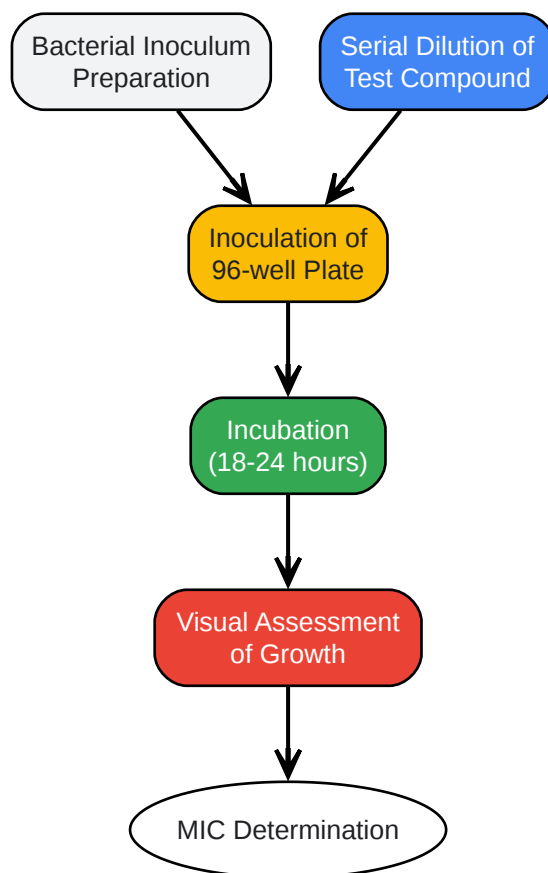 Bacterial Inoculum
Preparation
Serial Dilution of
Test Compound
Inoculation of
96-well Plate
Incubation
(18-24 hours)
Visual Assessment
of Growth
MIC Determination